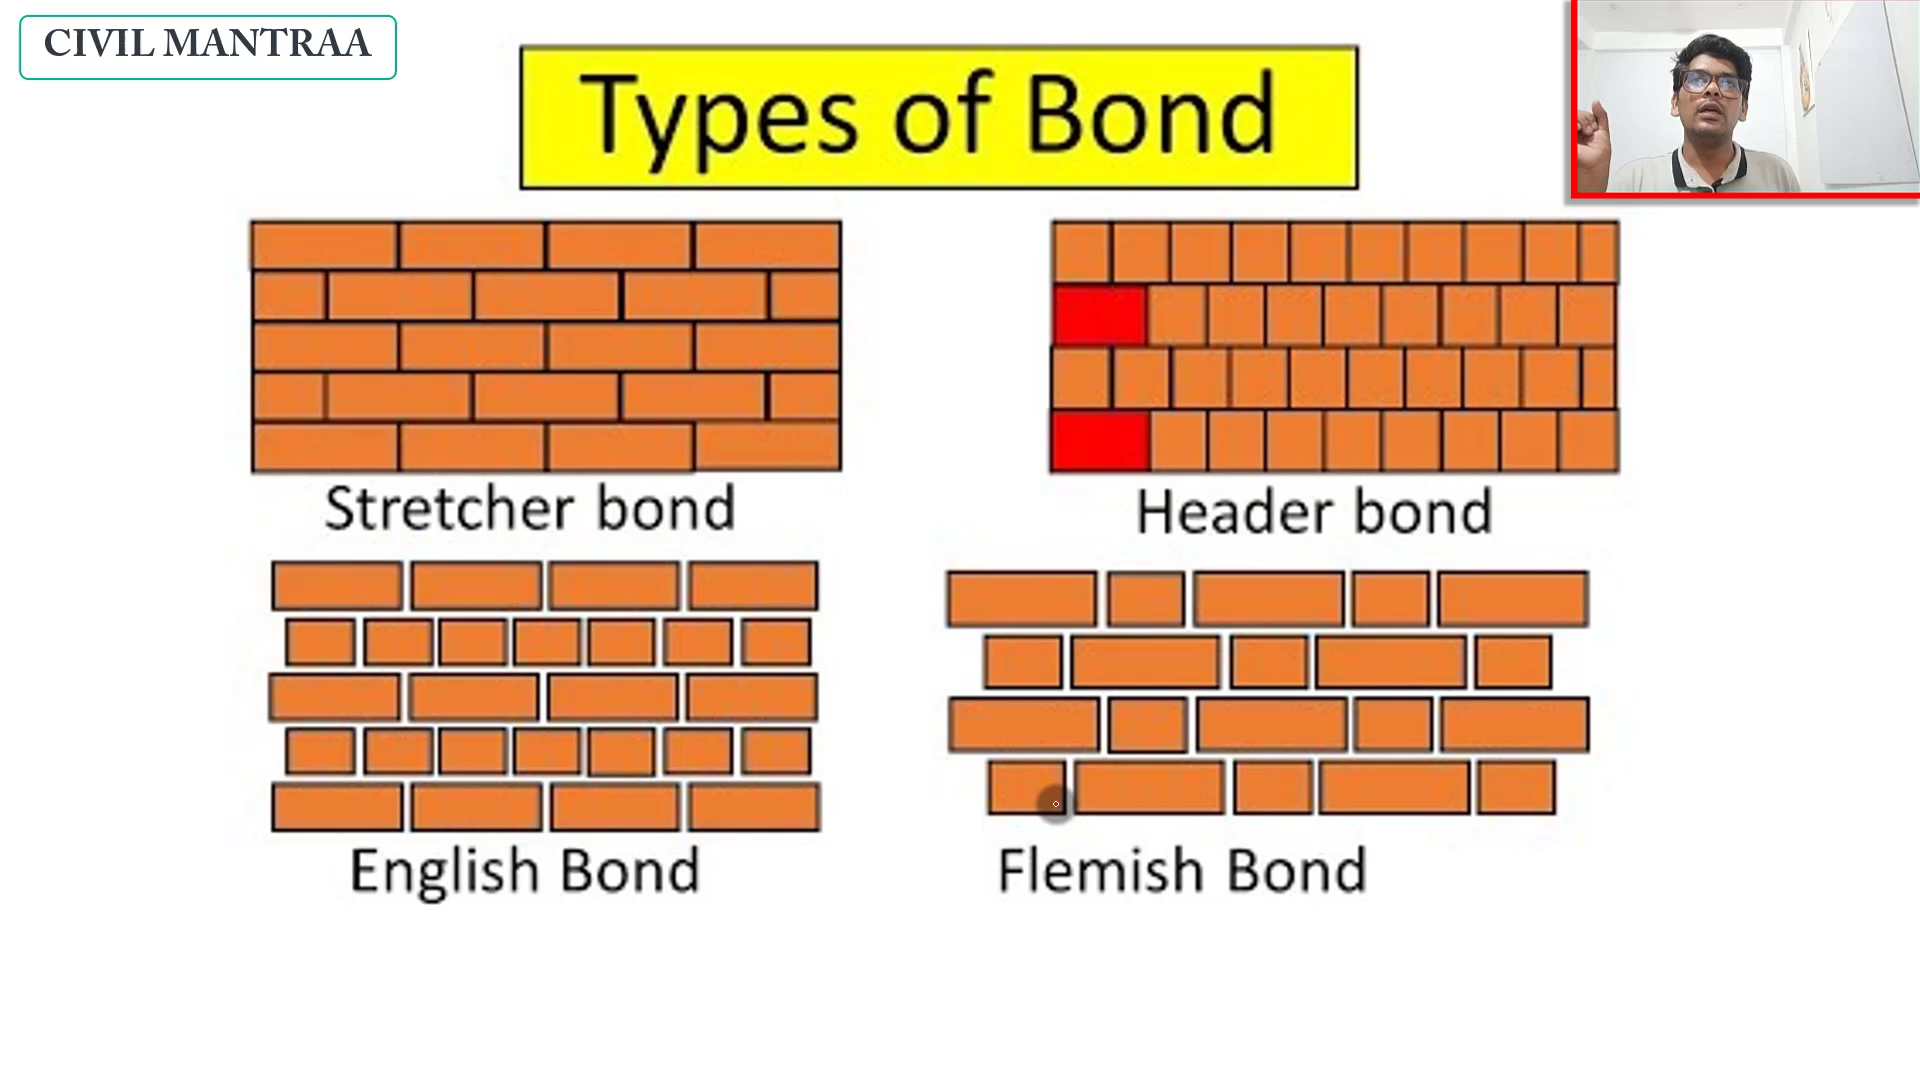 CIVIL MANTRAA
Types of Bond
Stretcher bond
Header bond
English Bond
Flemish Bond